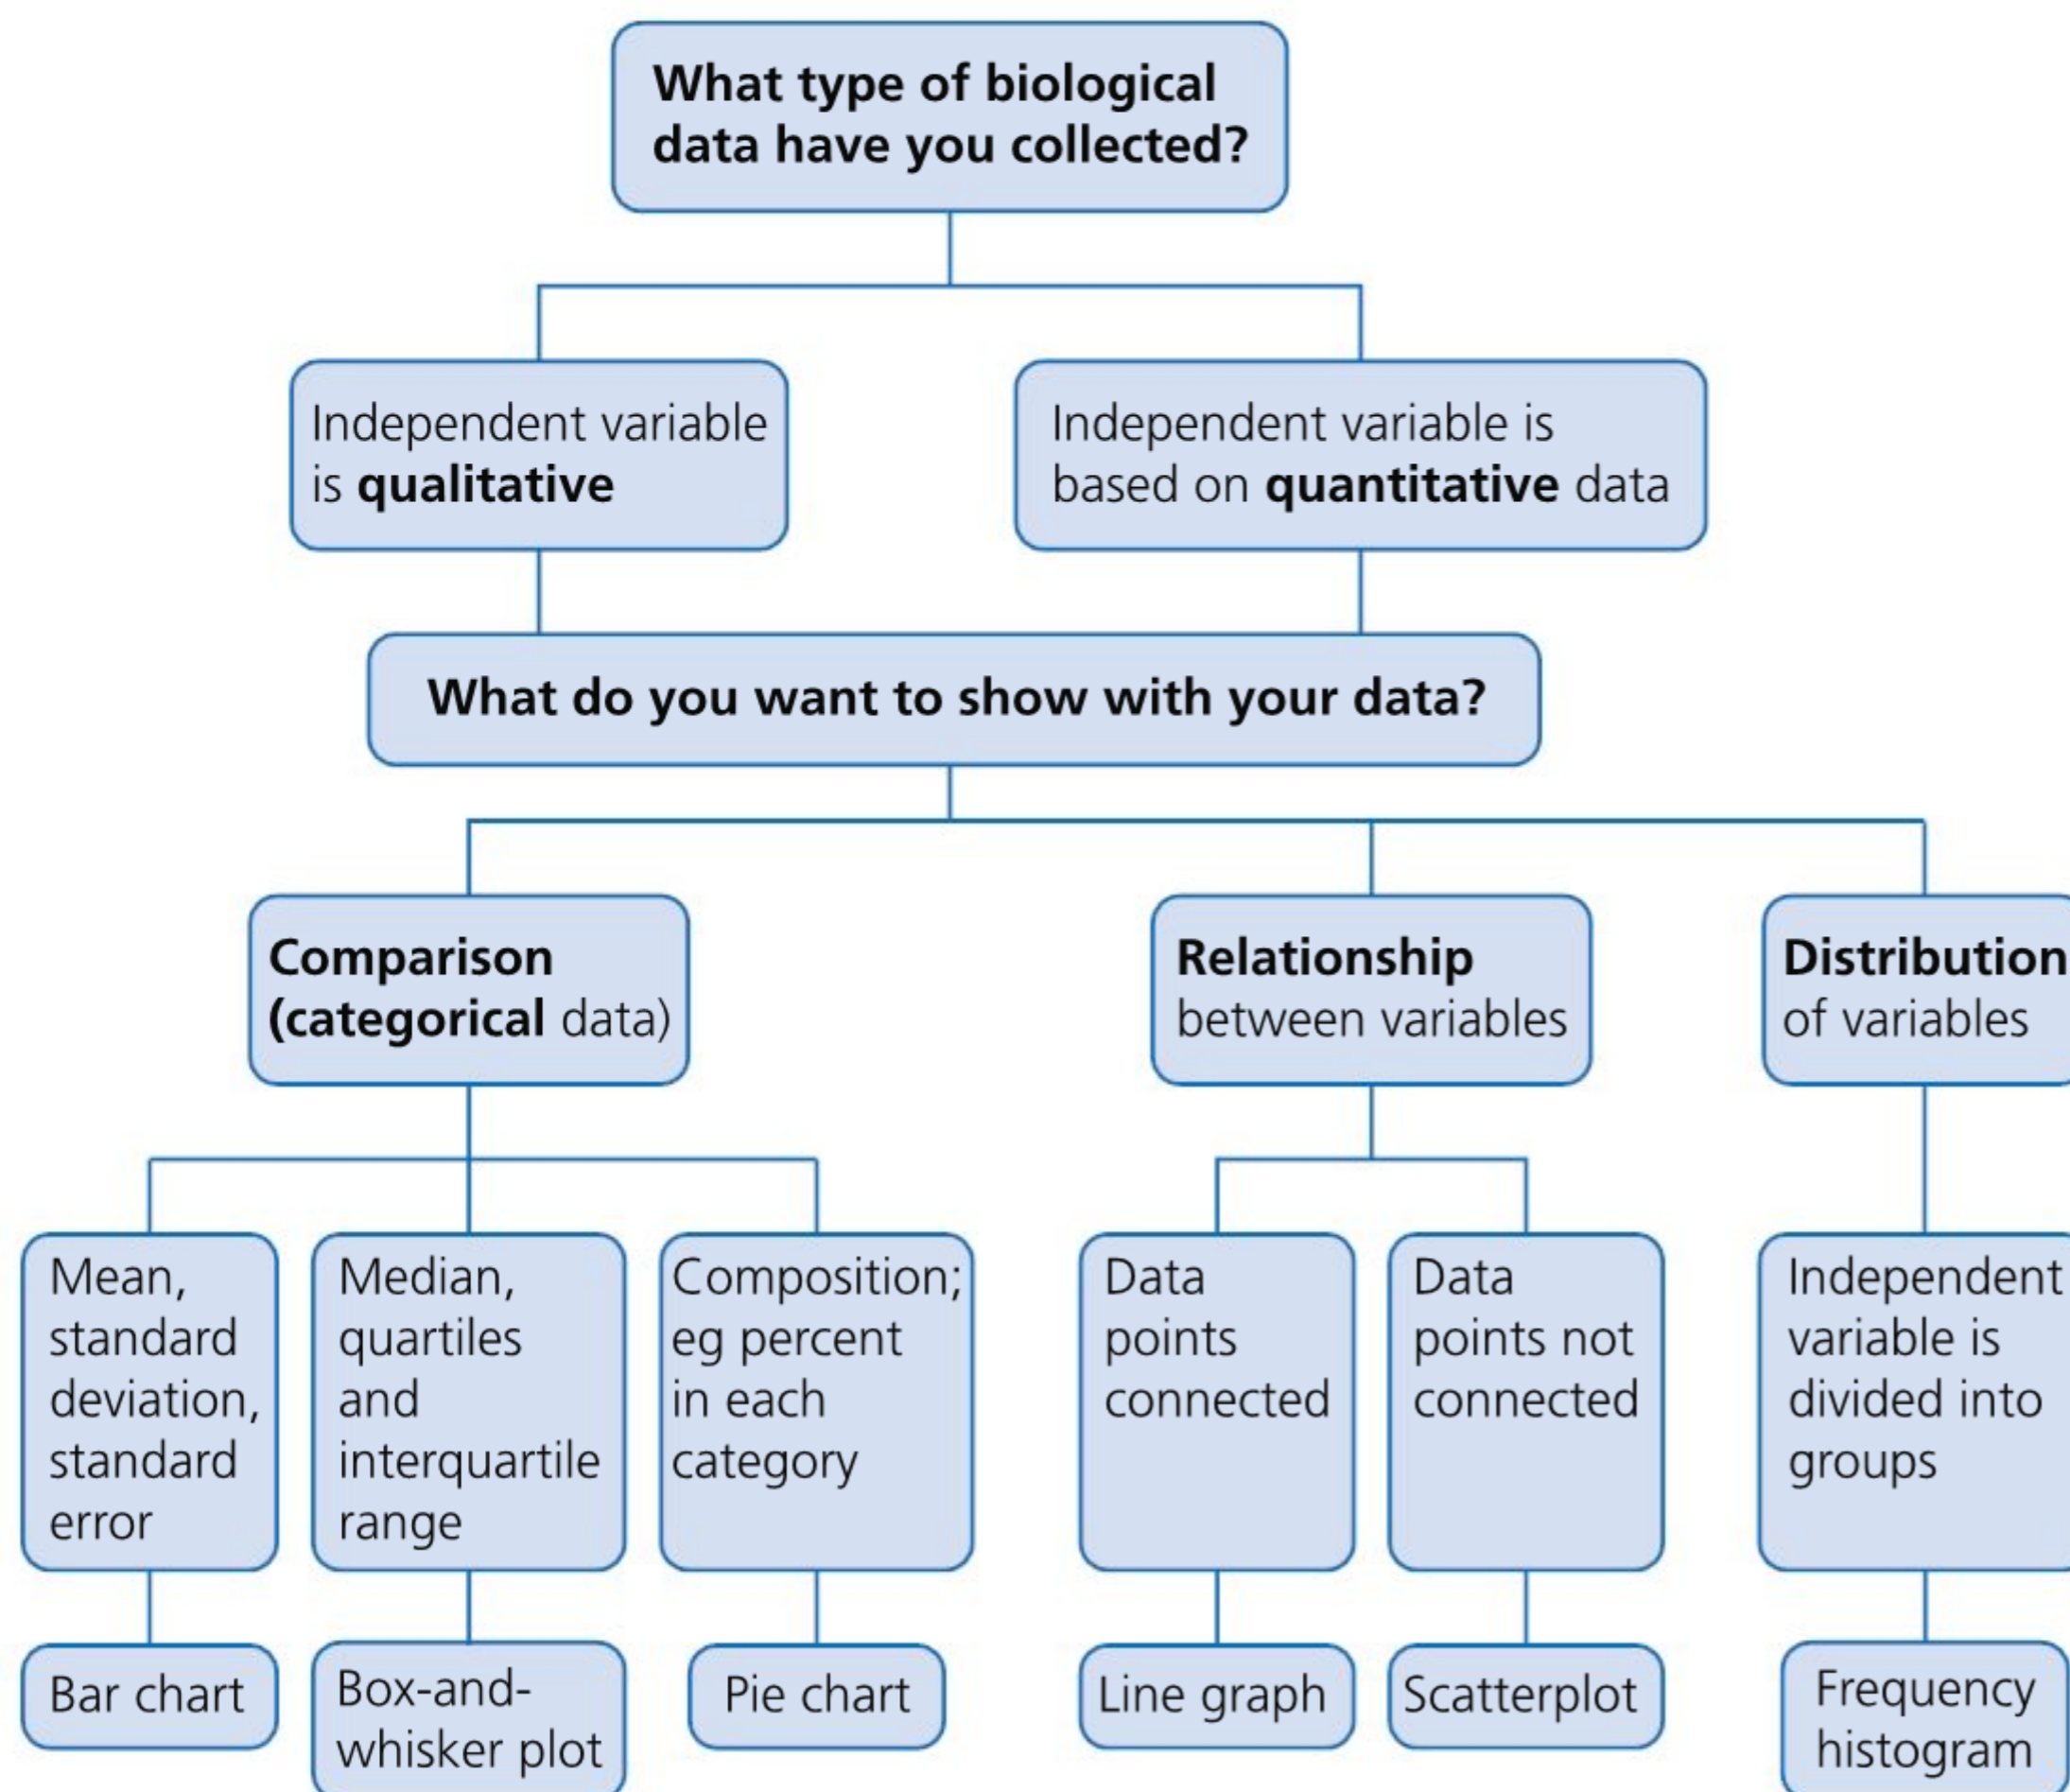 What type of biological
data have you collected?
Independent variable
is qualitative
Independent variable is
based on quantitative data
What do you want to show with your data?
Comparison
(categorical data)
Relationship
between variables
Distribution
of variables
Mean,
standard
deviation,
standard
error
Median,
quartiles
and
interquartile
range
Composition;
eg percent
in each
category
Data
points
connected
Data
points not
connected
Independent
variable is
divided into
groups
Bar chart
Box-and-
whisker plot
Pie chart
Line graph
Scatterplot
Frequency
histogram